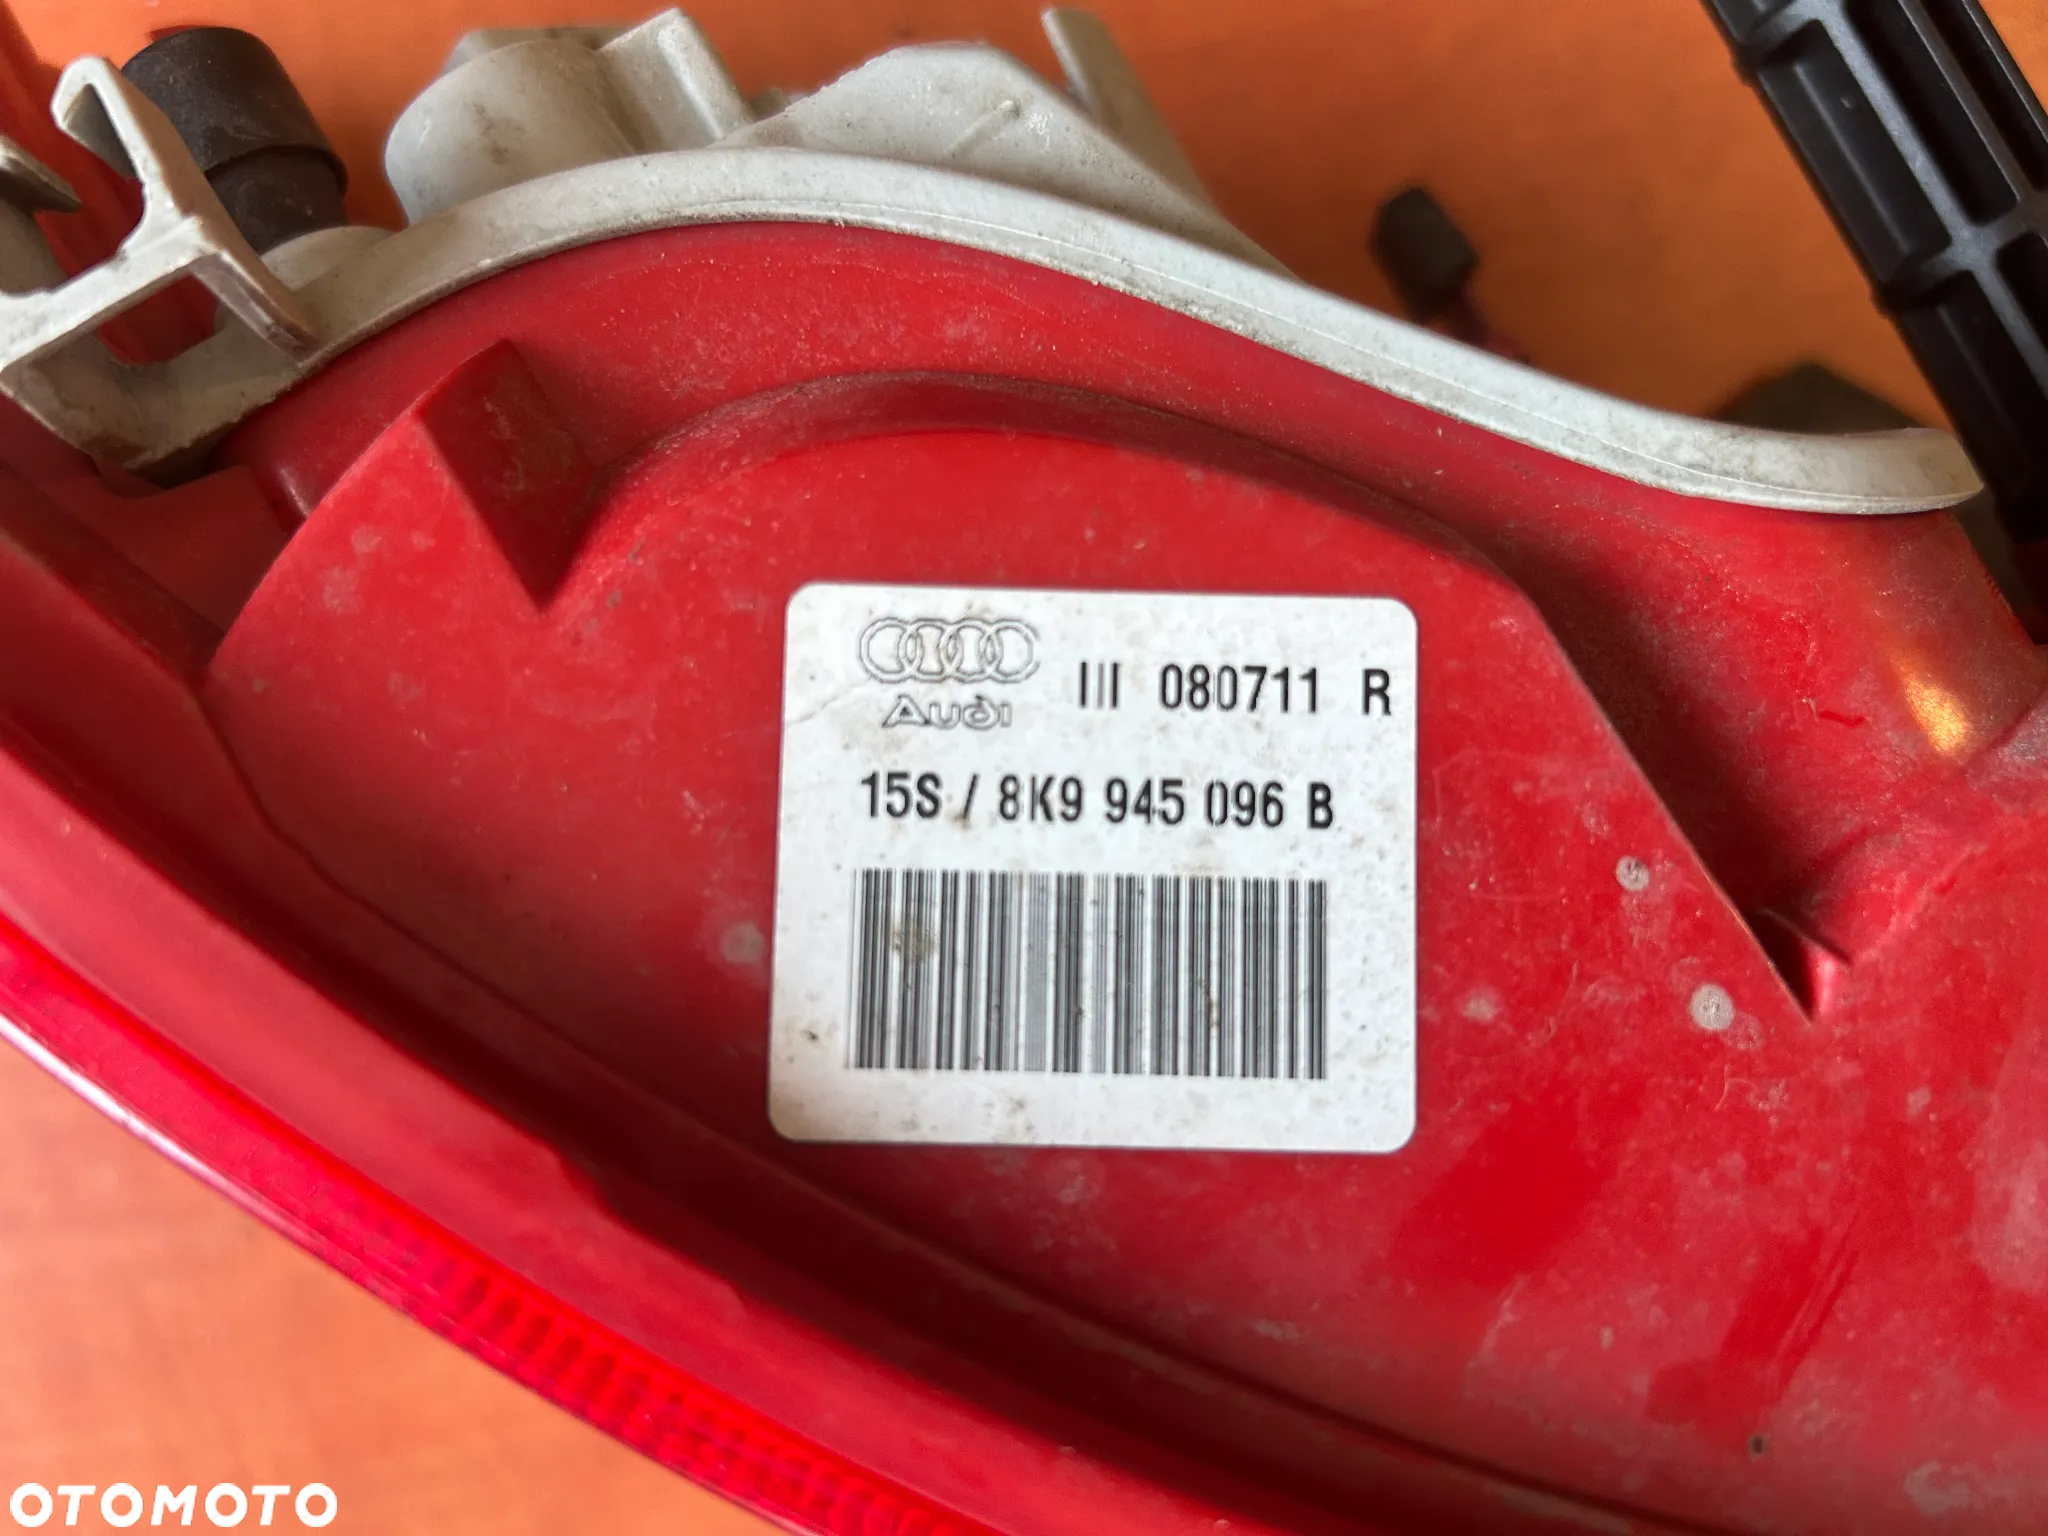 Audi
III 080711 R
15S / 8K9 945 096 B
OTOMOTO